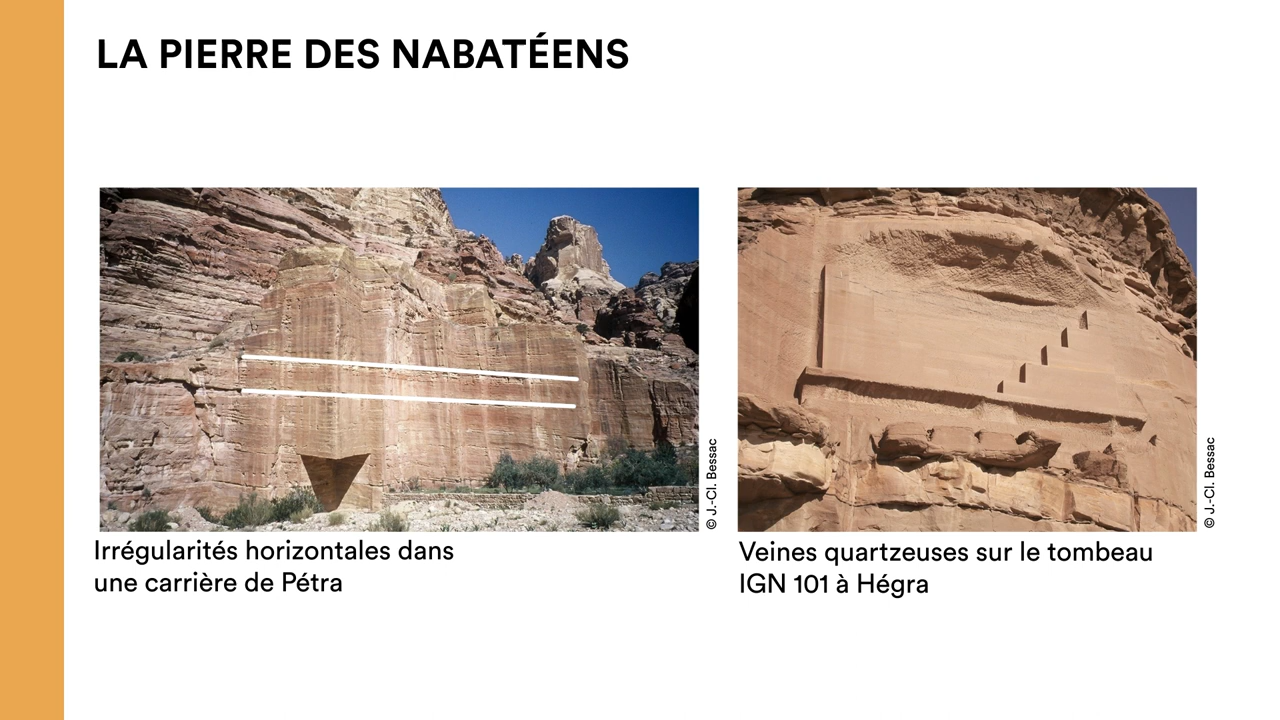 LA PIERRE DES NABATÉENS
© J.-Cl. Bessac
Irrégularités horizontales dans
une carrière de Pétra
© J.-Cl. Bessac
Veines quartzeuses sur le tombeau
IGN 101 à Hégra